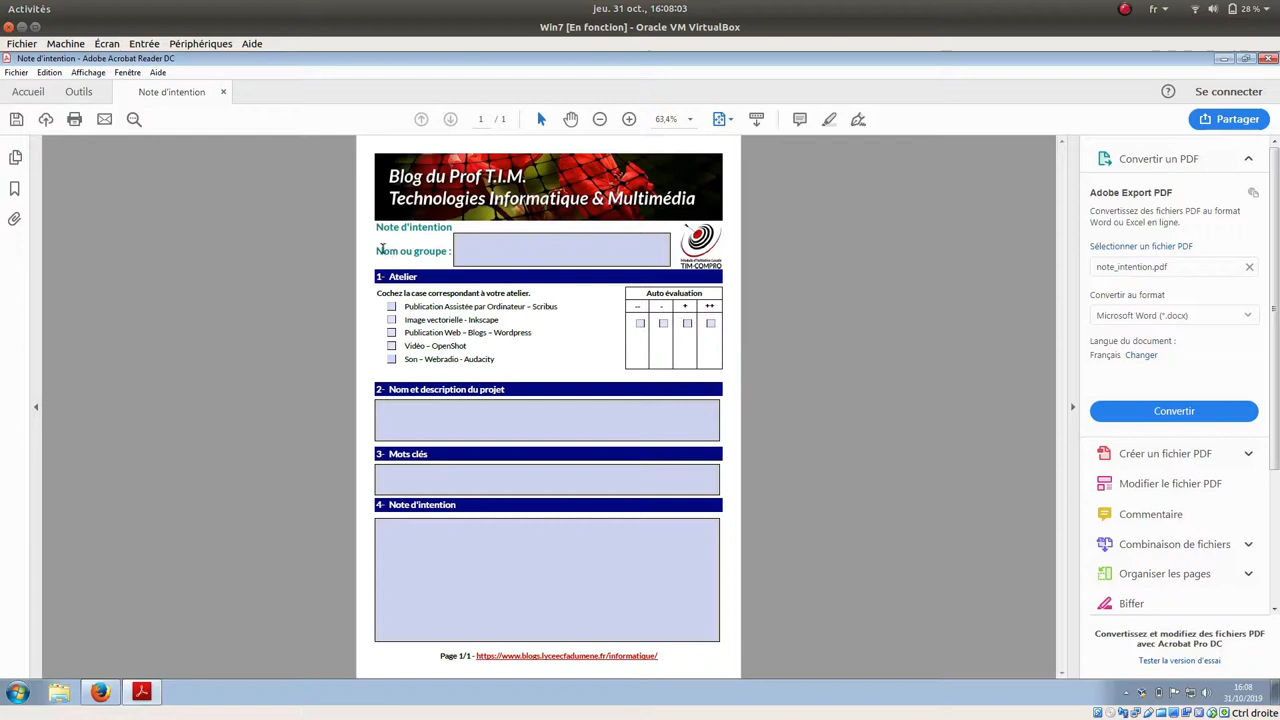 Activités
jeu. 31 oct., 16:08:03
fr
28 %
Win7 [En fonction] - Oracle VM VirtualBox
Fichier Machine Écran Entrée Périphériques Aide
Note d'intention - Adobe Acrobat Reader DC
Fichier Edition Affichage Fenêtre Aide
Accueil Outils Note d'intention × Se connecter
1 / 1 63,4% Partager
Blog du Prof T.I.M.
Technologies Informatique & Multimédia
Note d'intention
Nom ou groupe :
TIM-COMPRO
1- Atelier
Cochez la case correspondant à votre atelier.
Auto évaluation
-- - + ++
Publication Assistée par Ordinateur – Scribus
Image vectorielle - Inkscape
Publication Web – Blogs – Wordpress
Vidéo – OpenShot
Son – Webradio - Audacity
2- Nom et description du projet
3- Mots clés
4- Note d'intention
Page 1/1 - https://www.blogs.lyceecfadumene.fr/informatique/
Convertir un PDF
Adobe Export PDF
Convertissez des fichiers PDF au format
Word ou Excel en ligne.
Sélectionner un fichier PDF
note_intention.pdf
Convertir au format
Microsoft Word (*.docx)
Langue du document :
Français Changer
Convertir
Créer un fichier PDF
Modifier le fichier PDF
Commentaire
Combinaison de fichiers
Organiser les pages
Biffer
Convertissez et modifiez des fichiers PDF
avec Acrobat Pro DC
Tester la version d'essai
16:08
31/10/2019
Ctrl droite